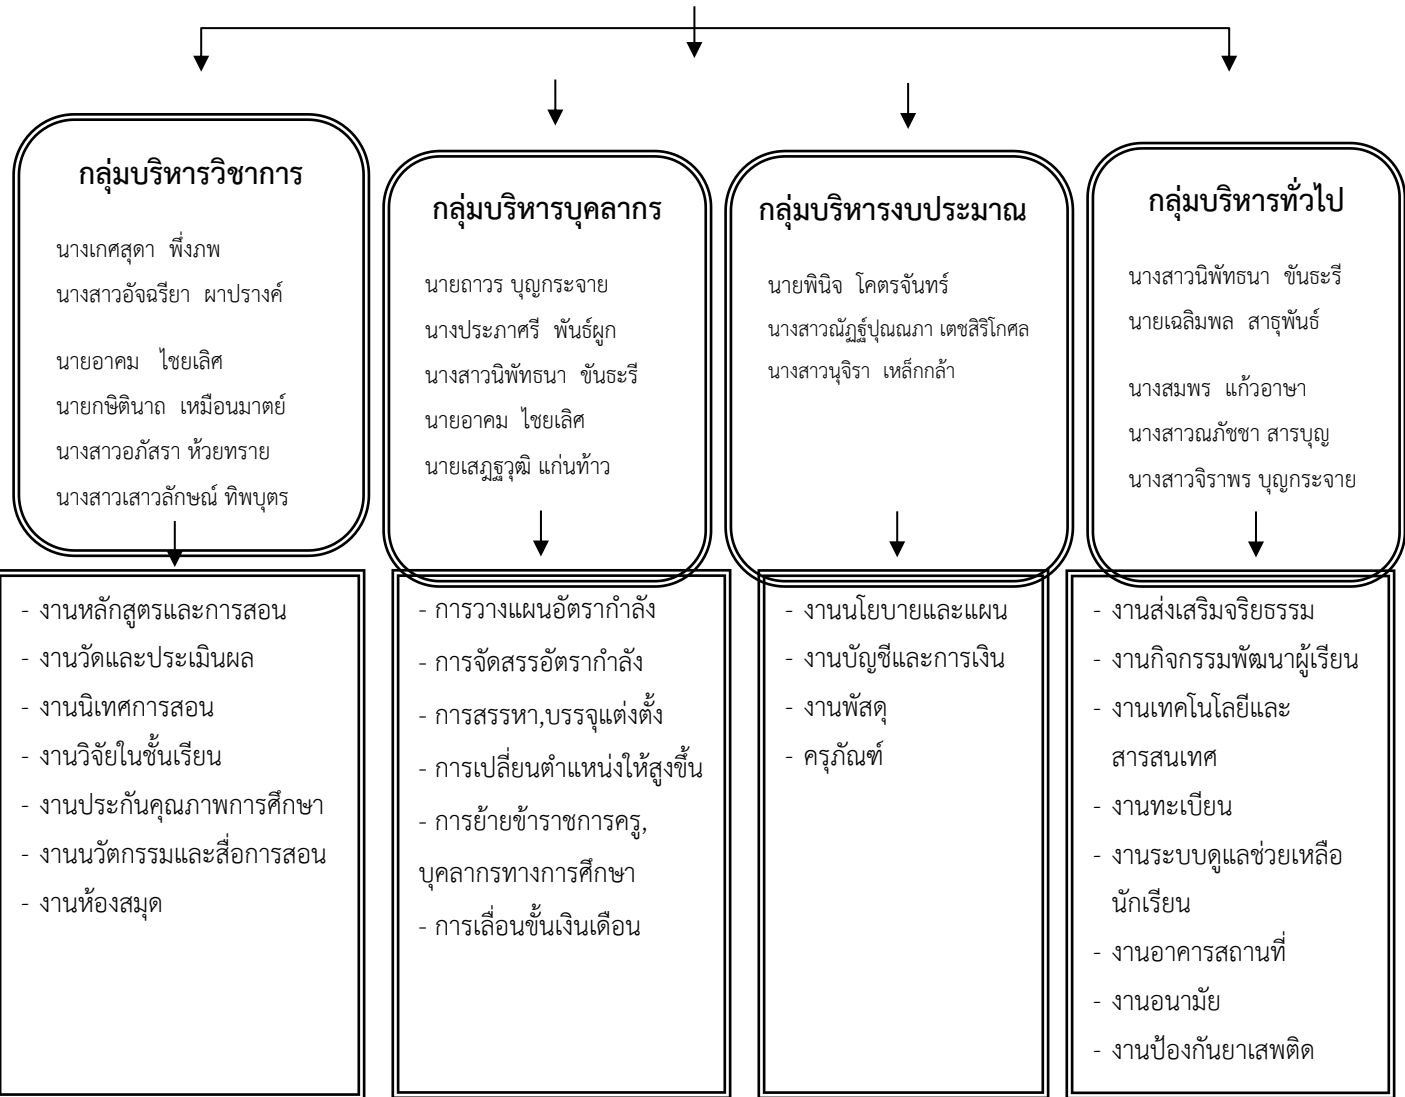 กลุ่มบริหารวิชาการ
นางเกศสุดา พึ่งภพ
นางสาวอัจฉรียา ผาปรางค์
นายอาคม ไชยเลิศ
นายกษิตินาถ เหมือนมาตย์
นางสาวอภัสรา ห้วยทราย
นางสาวเสาวลักษณ์ ทิพบุตร
กลุ่มบริหารบุคลากร
นายถาวร บุญกระจาย
นางประภาศรี พันธ์ผูก
นางสาวนิพัทธนา ขันธะรี
นายอาคม ไชยเลิศ
นายเสฎฐวุฒิ แก่นท้าว
กลุ่มบริหารงบประมาณ
นายพินิจ โคตรจันทร์
นางสาวณัฏฐ์ปุณณภา เตชสิริโกศล
นางสาวนุจิรา เหล็กกล้า
กลุ่มบริหารทั่วไป
นางสาวนิพัทธนา ขันธะรี
นายเฉลิมพล สาธุพันธ์
นางสมพร แก้วอาษา
นางสาวณภัชชา สารบุญ
นางสาวจิราพร บุญกระจาย
- งานหลักสูตรและการสอน
- งานวัดและประเมินผล
- งานนิเทศการสอน
- งานวิจัยในชั้นเรียน
- งานประกันคุณภาพการศึกษา
- งานนวัตกรรมและสื่อการสอน
- งานห้องสมุด
- การวางแผนอัตรากำลัง
- การจัดสรรอัตรากำลัง
- การสรรหา,บรรจุแต่งตั้ง
- การเปลี่ยนตำแหน่งให้สูงขึ้น
- การย้ายข้าราชการครู,
บุคลากรทางการศึกษา
- การเลื่อนขั้นเงินเดือน
- งานนโยบายและแผน
- งานบัญชีและการเงิน
- งานพัสดุ
- ครุภัณฑ์
- งานส่งเสริมจริยธรรม
- งานกิจกรรมพัฒนาผู้เรียน
- งานเทคโนโลยีและ
สารสนเทศ
- งานทะเบียน
- งานระบบดูแลช่วยเหลือ
นักเรียน
- งานอาคารสถานที่
- งานอนามัย
- งานป้องกันยาเสพติด